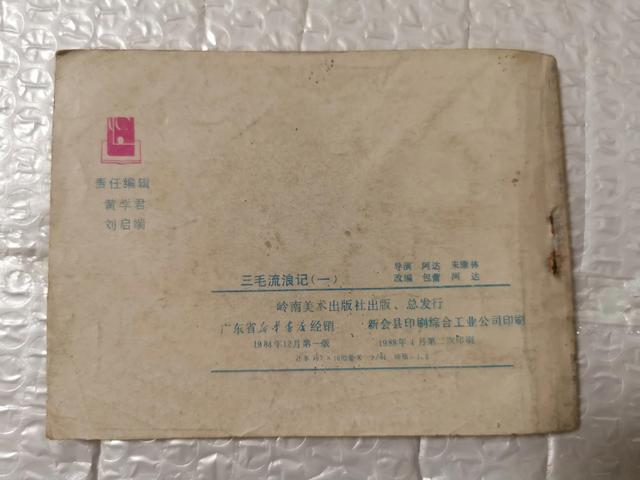 责任编辑
黄学君
刘启端
导演 阿达 朱康林
三毛流浪记(一) 改编 包蕾 阿达
岭南美术出版社出版、总发行
广东省新华书店经销 新会县印刷综合工业公司印刷
1984年12月第一版 1988年4月第二次印刷